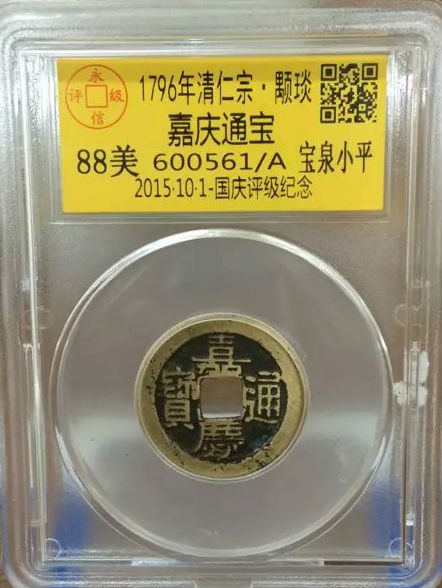 永信评级
1796年清仁宗·颙琰
嘉庆通宝
88美 600561/A 宝泉小平
2015·10·1-国庆评级纪念
嘉慶通寶